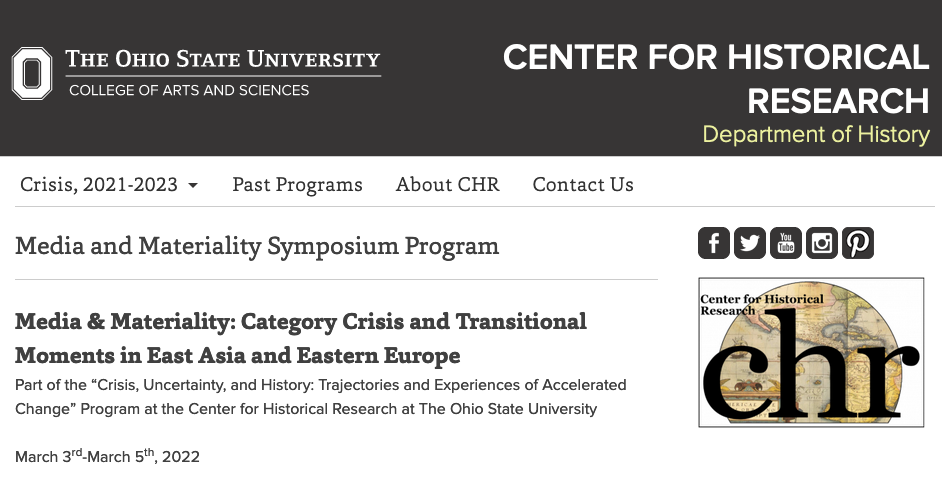 THE OHIO STATE UNIVERSITY
COLLEGE OF ARTS AND SCIENCES
CENTER FOR HISTORICAL
RESEARCH
Department of History
Crisis, 2021-2023 Past Programs About CHR Contact Us
Media and Materiality Symposium Program
You
Tube
Center for Historical
Research
chr
Media & Materiality: Category Crisis and Transitional
Moments in East Asia and Eastern Europe
Part of the “Crisis, Uncertainty, and History: Trajectories and Experiences of Accelerated
Change” Program at the Center for Historical Research at The Ohio State University
March 3rd-March 5th, 2022